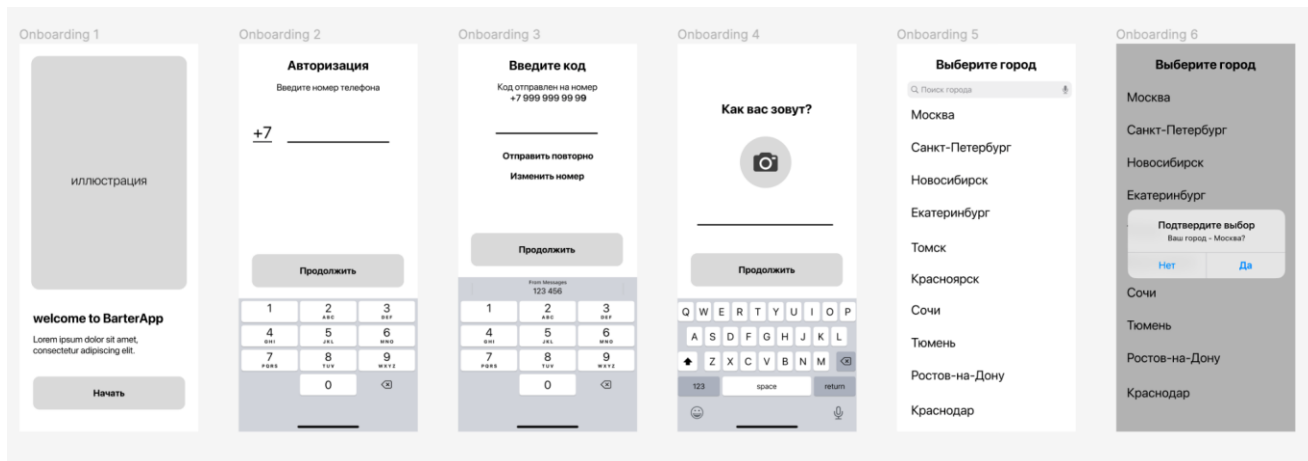 Onboarding 1
иллюстрация
welcome to BarterApp
Lorem ipsum dolor sit amet,
consectetur adipiscing elit.
Начать
Onboarding 2
Авторизация
Введите номер телефона
+7
Продолжить
1 2 3
ABC DEF
4 5 6
GHI JKL MNO
7 8 9
PQRS TUV WXYZ
0
Onboarding 3
Введите код
Код отправлен на номер
+7 999 999 99 99
Отправить повторно
Изменить номер
Продолжить
From Messages
123 456
1 2 3
ABC DEF
4 5 6
GHI JKL MNO
7 8 9
PQRS TUV WXYZ
0
Onboarding 4
Как вас зовут?
Продолжить
Q W E R T Y U I O P
A S D F G H J K L
Z X C V B N M
123 space return
Onboarding 5
Выберите город
Поиск города
Москва
Санкт-Петербург
Новосибирск
Екатеринбург
Томск
Красноярск
Сочи
Тюмень
Ростов-на-Дону
Краснодар
Onboarding 6
Выберите город
Москва
Санкт-Петербург
Новосибирск
Екатеринбург
Подтвердите выбор
Ваш город - Москва?
Нет Да
Сочи
Тюмень
Ростов-на-Дону
Краснодар